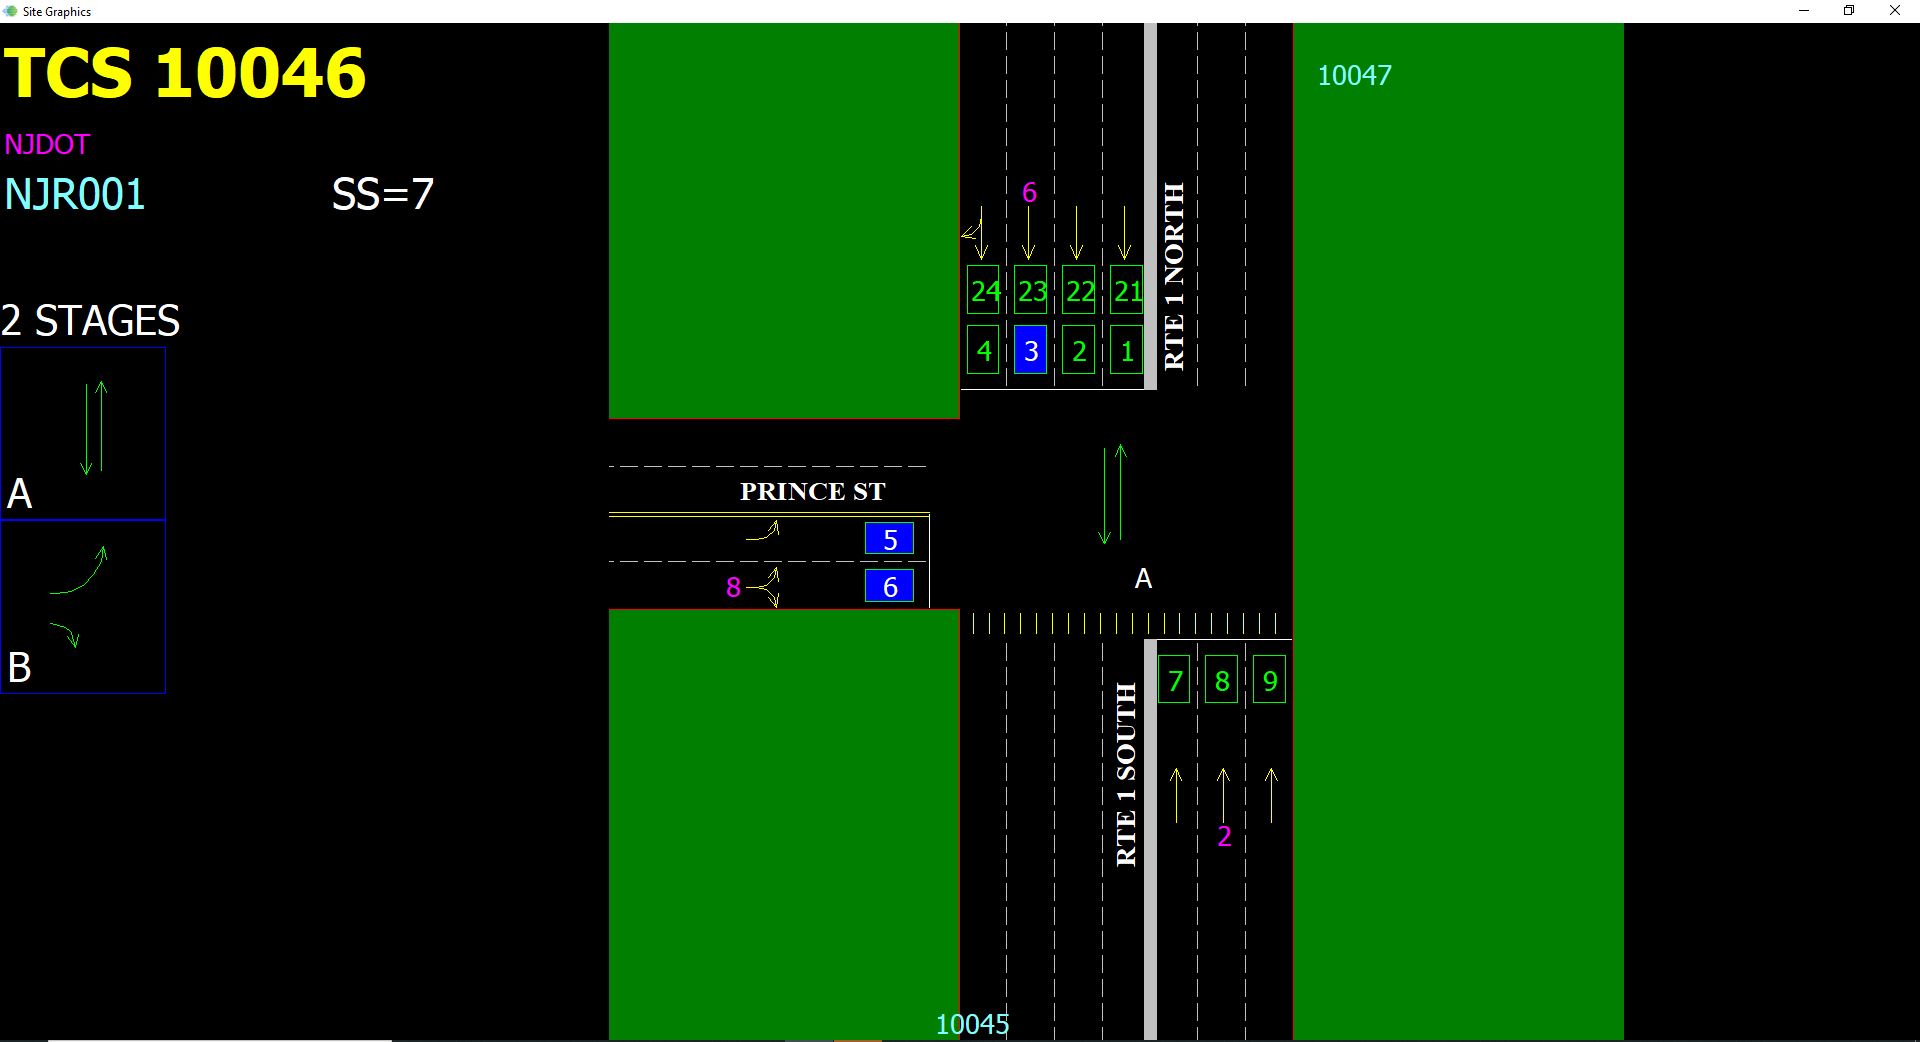 Site Graphics
TCS 10046
NJDOT
NJR001 SS=7
2 STAGES
A
B
10047
6
24 23 22 21
4 3 2 1
RTE 1 NORTH
PRINCE ST
5
8 6
A
7 8 9
RTE 1 SOUTH
2
10045